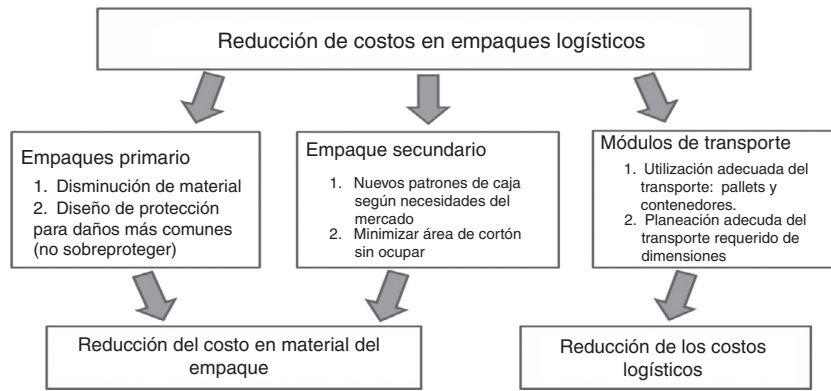 Reducción de costos en empaques logísticos
Empaques primario
1. Disminución de material
2. Diseño de protección
para daños más comunes
(no sobreproteger)
Empaque secundario
1. Nuevos patrones de caja
según necesidades del
mercado
2. Minimizar área de cortón
sin ocupar
Módulos de transporte
1. Utilización adecuada del
transporte: pallets y
contenedores.
2. Planeación adecuda del
transporte requerido de
dimensiones
Reducción del costo en material del
empaque
Reducción de los costos
logísticos